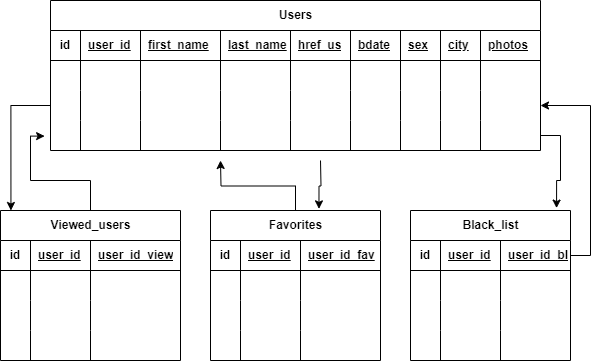 Users
id user_id first_name last_name href_us bdate sex city photos
Viewed_users Favorites Black_list
id user_id user_id_view id user_id user_id_fav id user_id user_id_bl